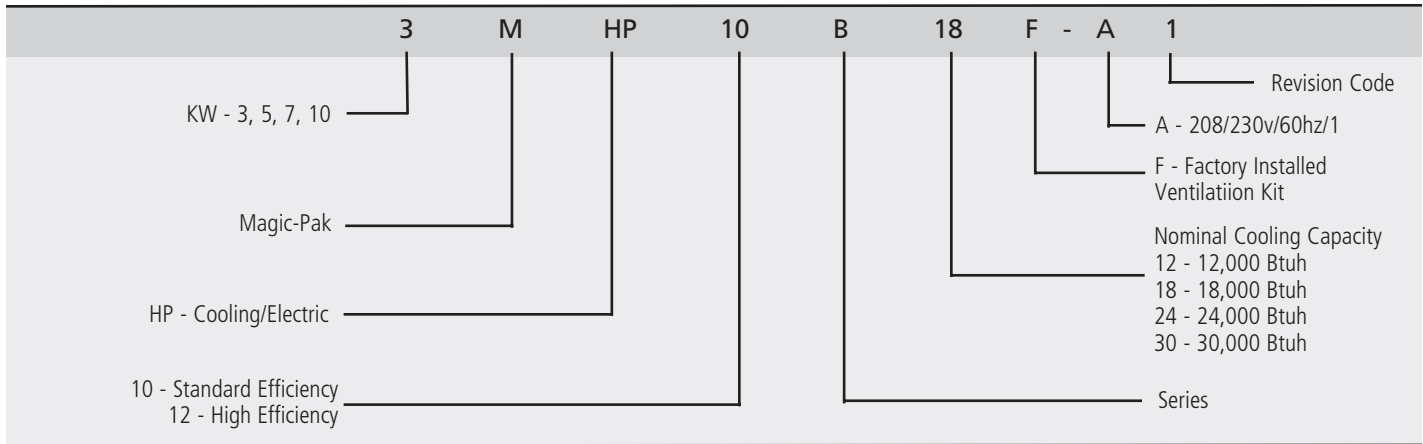 3 M HP 10 B 18 F - A 1
Revision Code
KW - 3, 5, 7, 10
A - 208/230v/60hz/1
F - Factory Installed
Ventilatiion Kit
Magic-Pak
Nominal Cooling Capacity
12 - 12,000 Btuh
18 - 18,000 Btuh
24 - 24,000 Btuh
30 - 30,000 Btuh
HP - Cooling/Electric
10 - Standard Efficiency
12 - High Efficiency
Series